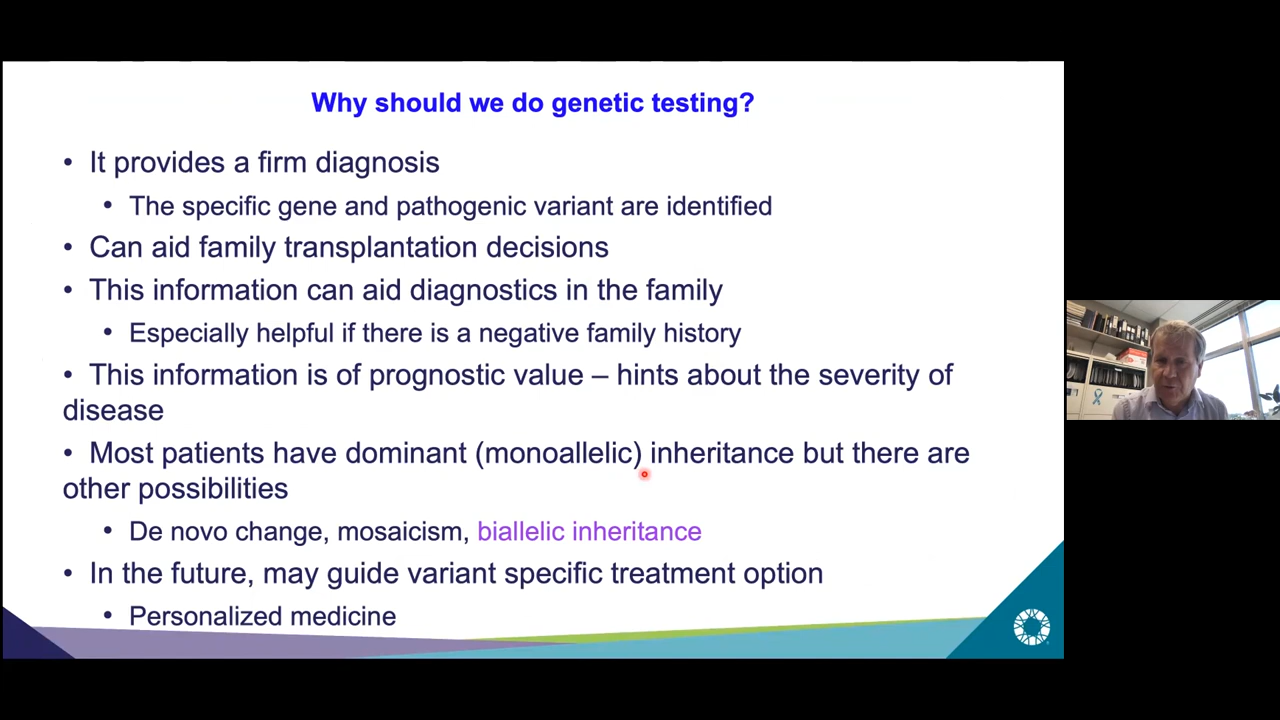 Why should we do genetic testing?
• It provides a firm diagnosis
• The specific gene and pathogenic variant are identified
• Can aid family transplantation decisions
• This information can aid diagnostics in the family
• Especially helpful if there is a negative family history
• This information is of prognostic value – hints about the severity of
disease
• Most patients have dominant (monoallelic) inheritance but there are
other possibilities
• De novo change, mosaicism, biallelic inheritance
• In the future, may guide variant specific treatment option
• Personalized medicine